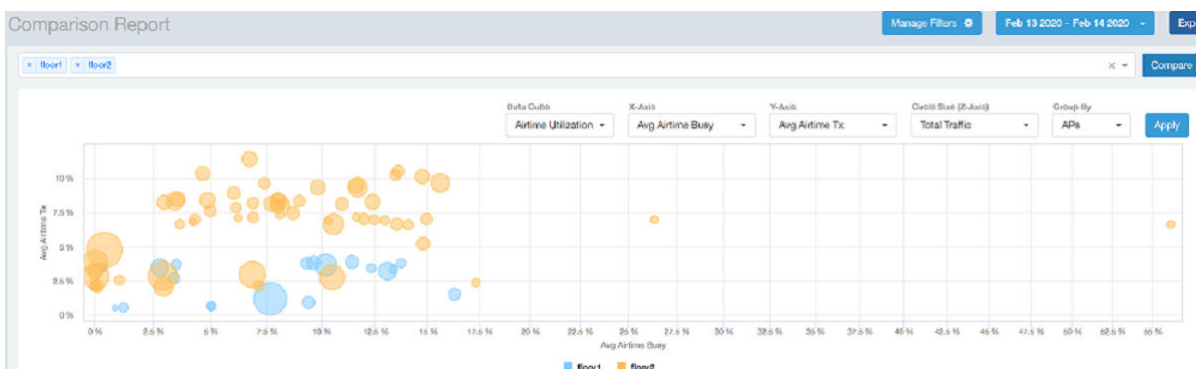 Comparison Report
Manage Filters
Feb 13 2020 - Feb 14 2020
Exp
× floor1 × floor2
× Compare
Data Cube X-Axis Y-Axis Circle Size (Z-Axis) Group By
Airtime Utilization Avg Airtime Busy Avg Airtime Tx Total Traffic APs Apply
10 %
7.5 %
5 %
2.5 %
0 %
Avg Airtime Tx
0 % 2.5 % 5 % 7.5 % 10 % 12.5 % 15 % 17.5 % 20 % 22.5 % 25 % 27.5 % 30 % 32.5 % 35 % 37.5 % 40 % 42.5 % 45 % 47.5 % 50 % 52.5 % 55 %
Avg Airtime Busy
floor1 floor2